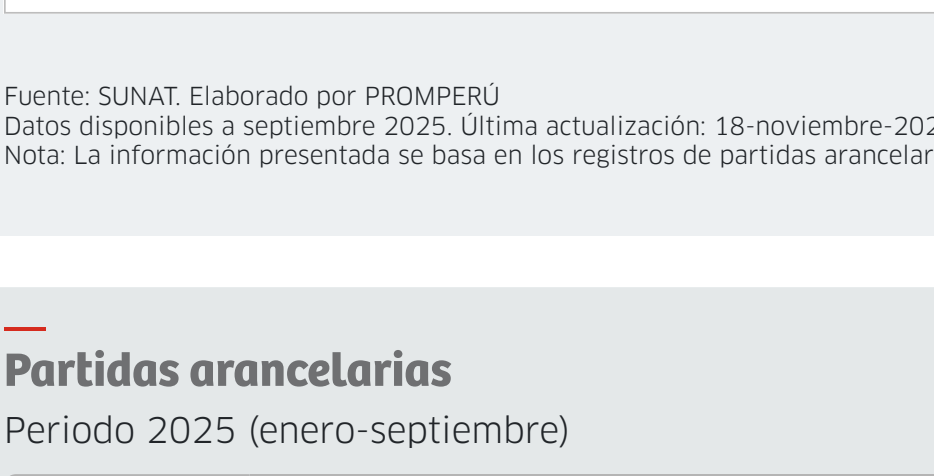 Fuente: SUNAT. Elaborado por PROMPERÚ
Datos disponibles a septiembre 2025. Última actualización: 18-noviembre-202
Nota: La información presentada se basa en los registros de partidas arancelar
Partidas arancelarias
Periodo 2025 (enero-septiembre)